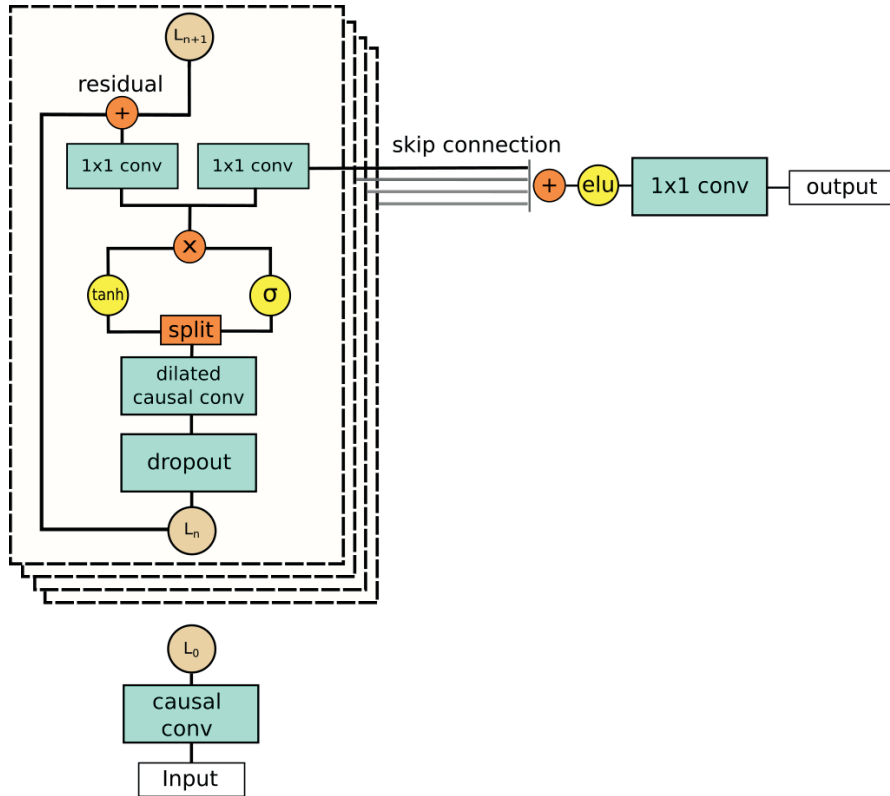 Ln+1
residual
+
1x1 conv
1x1 conv
skip connection
+
elu
1x1 conv
output
x
tanh
σ
split
dilated
causal conv
dropout
Ln
L0
causal
conv
Input